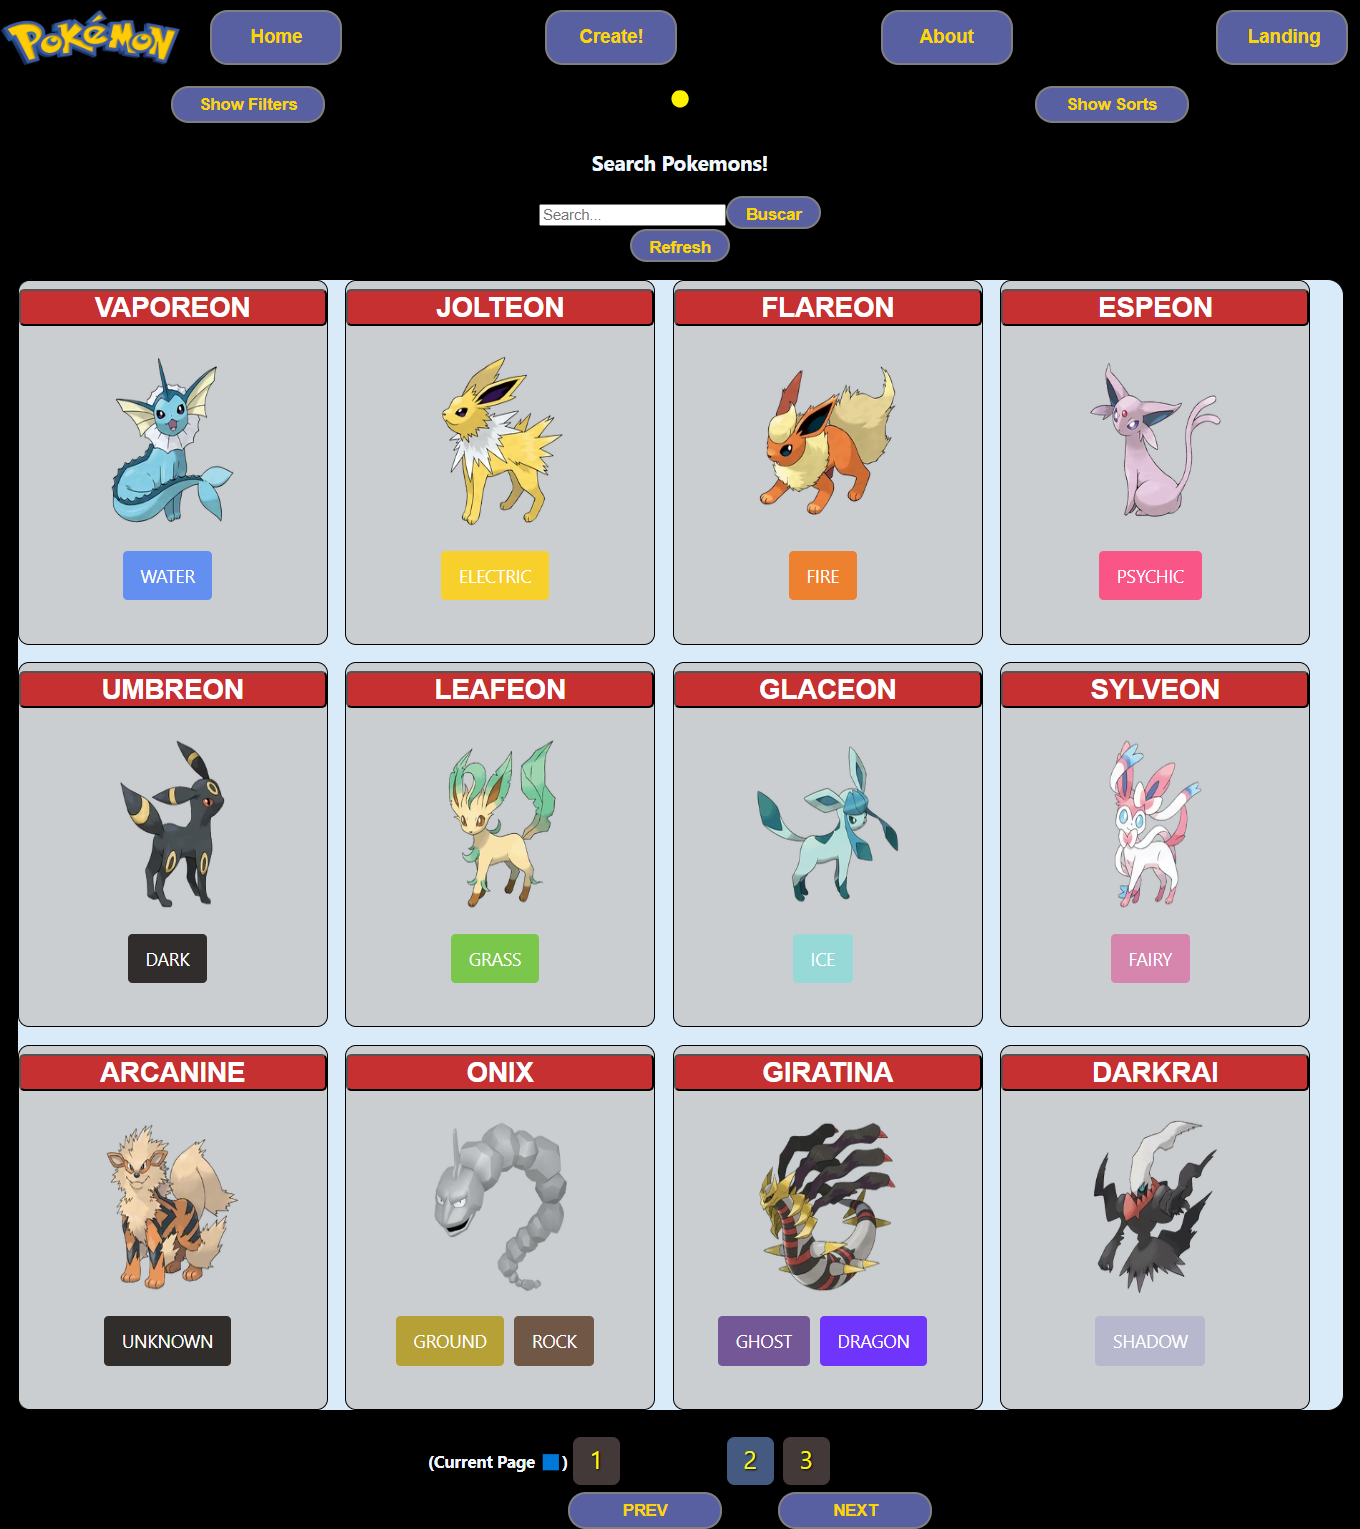 Pokémon
Home
Create!
About
Landing
Show Filters
Show Sorts
Search Pokemons!
Search...
Buscar
Refresh
VAPOREON
JOLTEON
FLAREON
ESPEON
WATER
ELECTRIC
FIRE
PSYCHIC
UMBREON
LEAFEON
GLACEON
SYLVEON
DARK
GRASS
ICE
FAIRY
ARCANINE
ONIX
GIRATINA
DARKRAI
UNKNOWN
GROUND
ROCK
GHOST
DRAGON
SHADOW
(Current Page 🟦) 1 2 3
PREV
NEXT